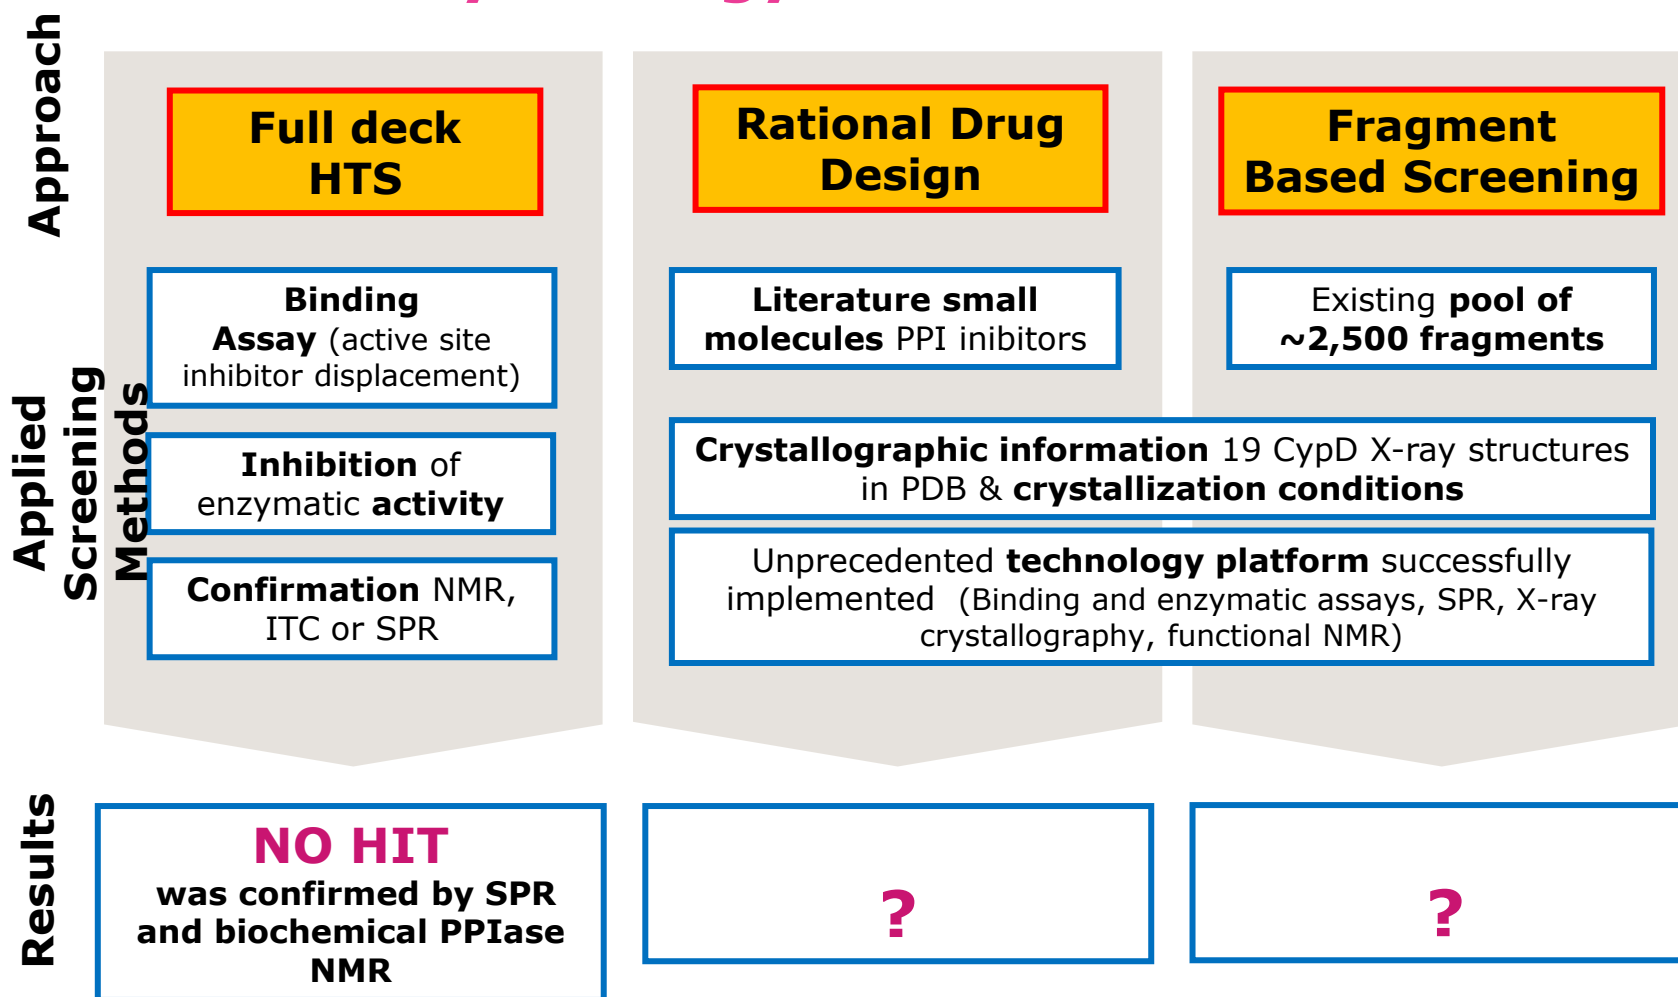 Approach
Full deck
HTS
Rational Drug
Design
Fragment
Based Screening
Applied
Screening
Methods
Binding
Assay (active site
inhibitor displacement)
Inhibition of
enzymatic activity
Confirmation NMR,
ITC or SPR
Literature small
molecules PPI inibitors
Existing pool of
~2,500 fragments
Crystallographic information 19 CypD X-ray structures
in PDB & crystallization conditions
Unprecedented technology platform successfully
implemented (Binding and enzymatic assays, SPR, X-ray
crystallography, functional NMR)
Results
NO HIT
was confirmed by SPR
and biochemical PPIase
NMR
?
?